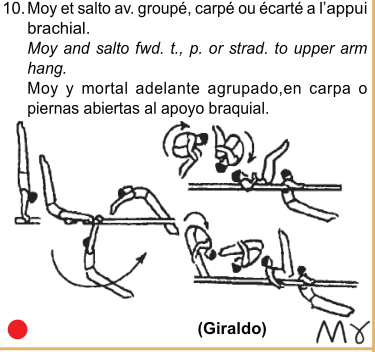 10. Moy et salto av. groupé, carpé ou écarté a l'appui
brachial.
Moy and salto fwd. t., p. or strad. to upper arm
hang.
Moy y mortal adelante agrupado,en carpa o
piernas abiertas al apoyo braquial.
(Giraldo)